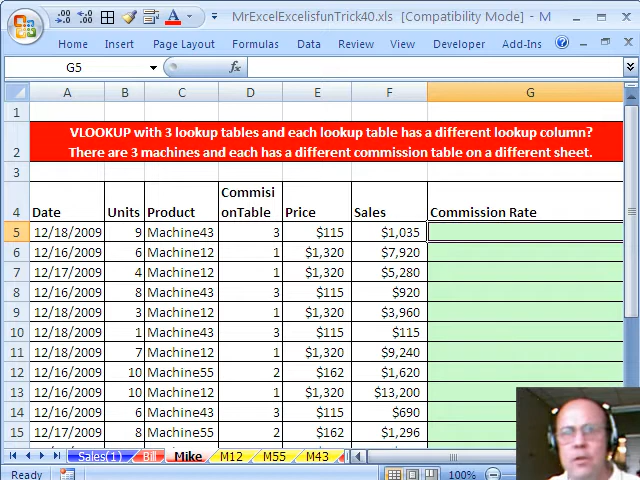 MrExcelExcelisfunTrick40.xls [Compatibility Mode] - M
Home Insert Page Layout Formulas Data Review View Developer Add-Ins
G5 fx
A B C D E F G
1
2 VLOOKUP with 3 lookup tables and each lookup table has a different lookup column?
There are 3 machines and each has a different commission table on a different sheet.
3
4 Date Units Product Commisi
onTable Price Sales Commission Rate
5 12/18/2009 9 Machine43 3 $115 $1,035
6 12/16/2009 6 Machine12 1 $1,320 $7,920
7 12/17/2009 4 Machine12 1 $1,320 $5,280
8 12/16/2009 8 Machine43 3 $115 $920
9 12/18/2009 3 Machine12 1 $1,320 $3,960
10 12/18/2009 1 Machine43 3 $115 $115
11 12/18/2009 7 Machine12 1 $1,320 $9,240
12 12/16/2009 10 Machine55 2 $162 $1,620
13 12/16/2009 10 Machine12 1 $1,320 $13,200
14 12/16/2009 6 Machine43 3 $115 $690
15 12/17/2009 8 Machine55 2 $162 $1,296
Sales(1) Bill Mike M12 M55 M43
Ready 100%